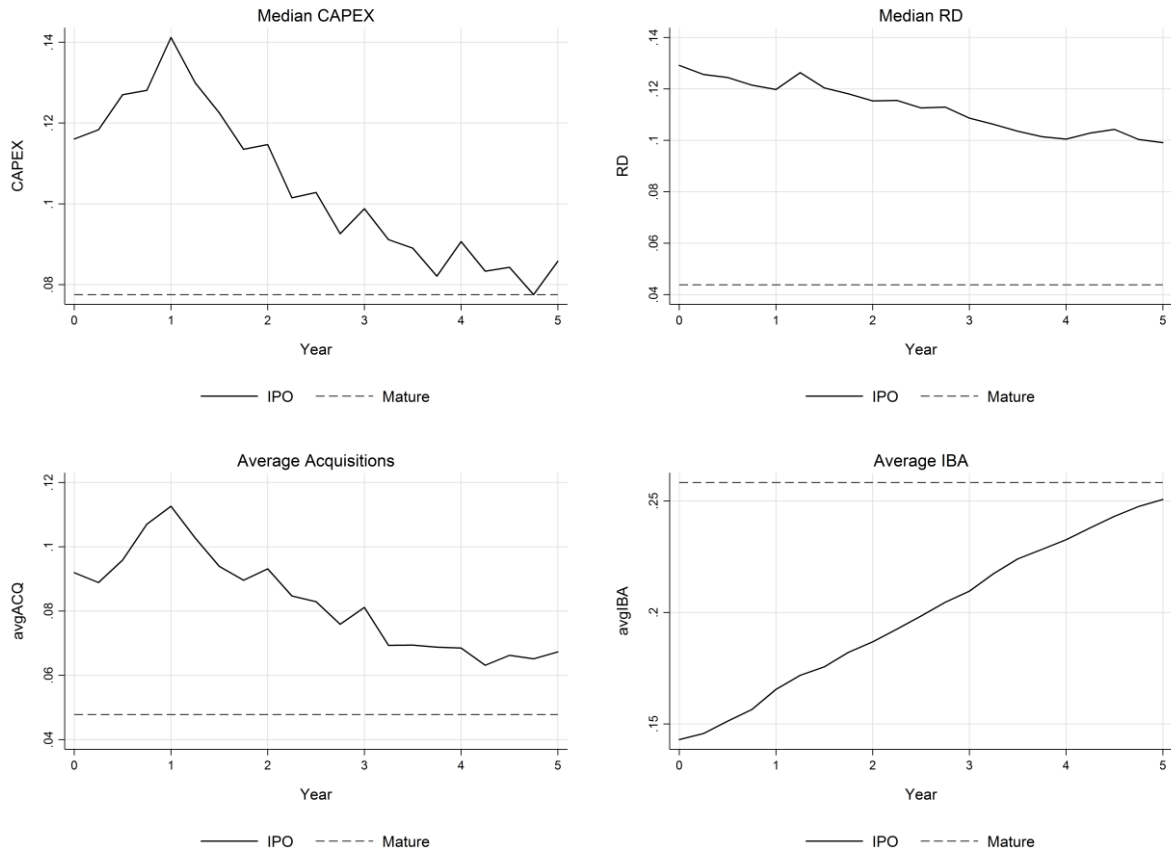 Median CAPEX
CAPEX
.14
.12
.1
.08
0 1 2 3 4 5
Year
IPO Mature
Median RD
RD
.14
.12
.1
.08
.06
.04
0 1 2 3 4 5
Year
IPO Mature
Average Acquisitions
avgACQ
.12
.1
.08
.06
.04
0 1 2 3 4 5
Year
IPO Mature
Average IBA
avgIBA
.25
.2
.15
0 1 2 3 4 5
Year
IPO Mature